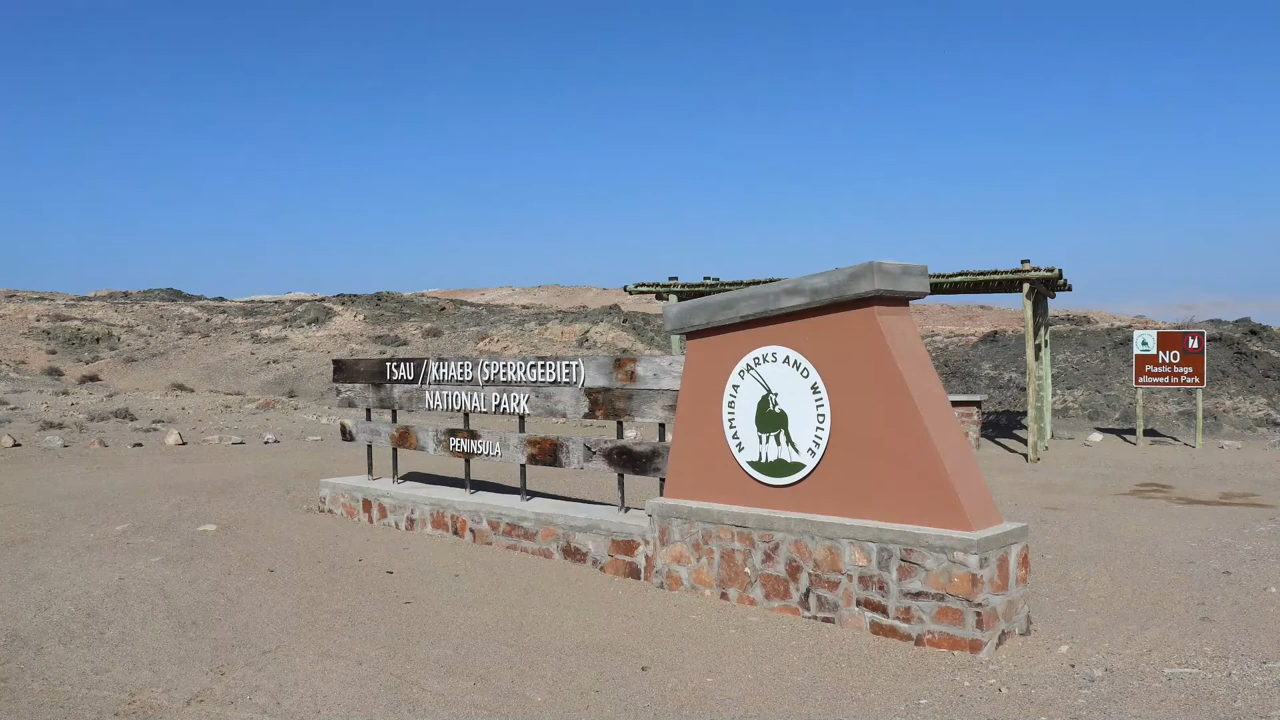 TSAU //KHAEB (SPERRGEBIET)
NATIONAL PARK
PENINSULA
NAMIBIA PARKS AND WILDLIFE
NO
Plastic bags
allowed in Park